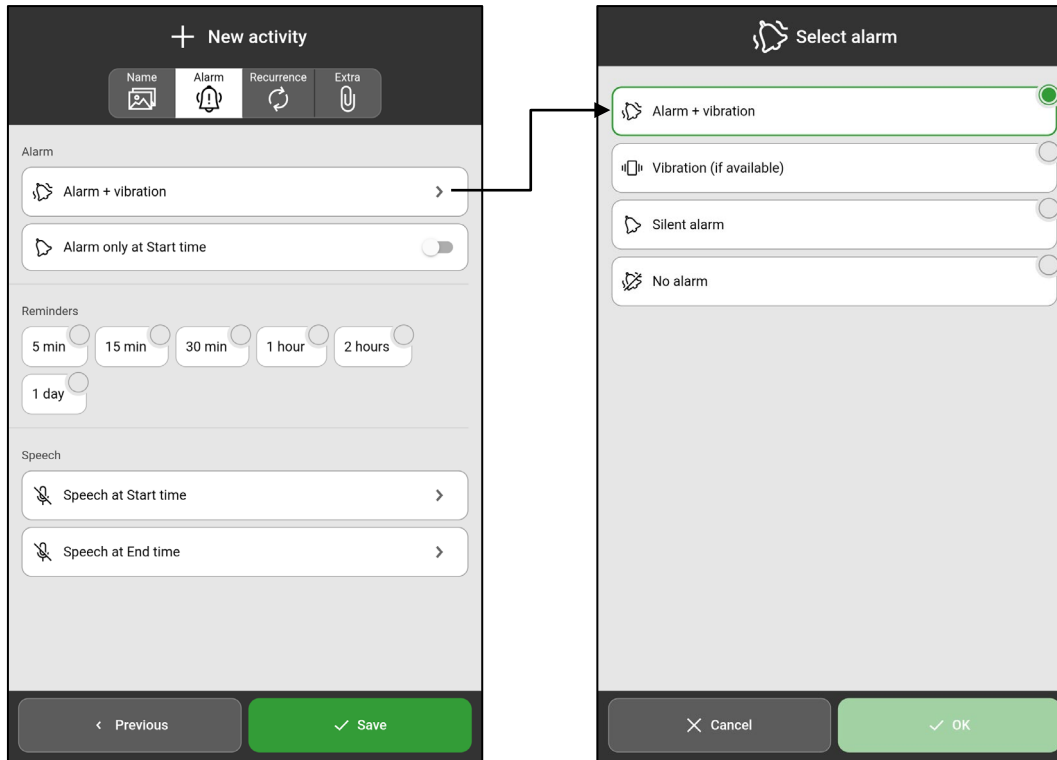 New activity
Name Alarm Recurrence Extra
Alarm
Alarm + vibration
Alarm only at Start time
Reminders
5 min 15 min 30 min 1 hour 2 hours
1 day
Speech
Speech at Start time
Speech at End time
Previous Save
Select alarm
Alarm + vibration
Vibration (if available)
Silent alarm
No alarm
Cancel OK